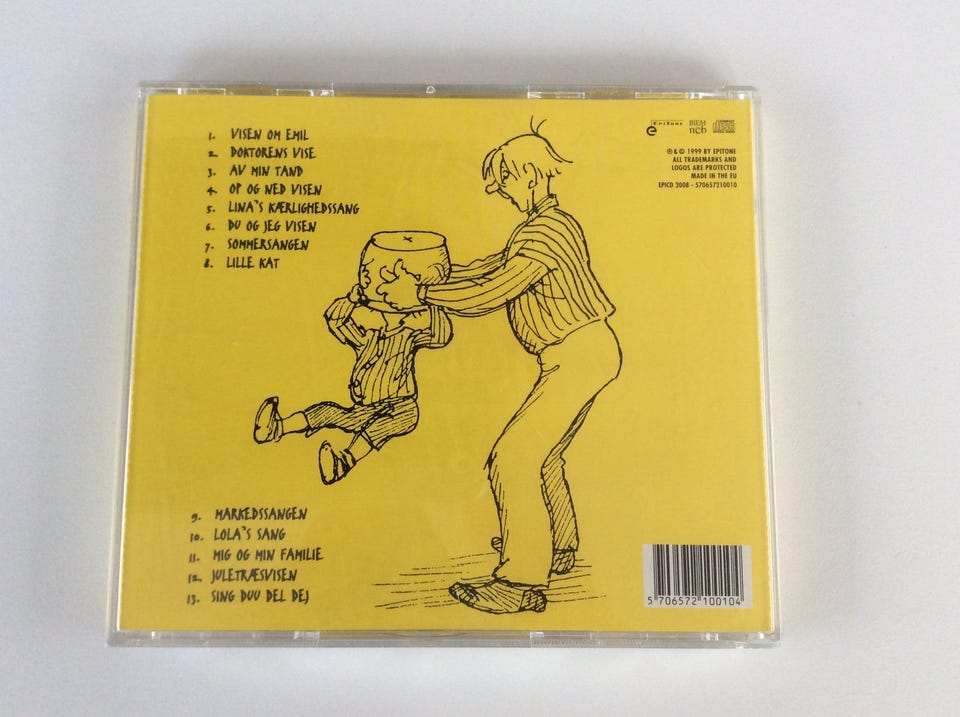 1. VISEN OM EMIL
2. DOKTORENS VISE
3. AV MIN TAND
4. OP OG NED VISEN
5. LINA'S KÆRLIGHEDSSANG
6. DU OG JEG VISEN
7. SOMMERSANGEN
8. LILLE KAT
e Epitone BIEM ncb
COMPACT disc
℗ & © 1999 BY EPITONE
ALL TRADEMARKS AND
LOGOS ARE PROTECTED
MADE IN THE EU
EPICD 2008 - 570657210010
9. MARKEDSSANGEN
10. LOLA'S SANG
11. MIG OG MIN FAMILIE
12. JULETRÆSVISEN
13. SING DUU DEL DEJ
5 706572 100104